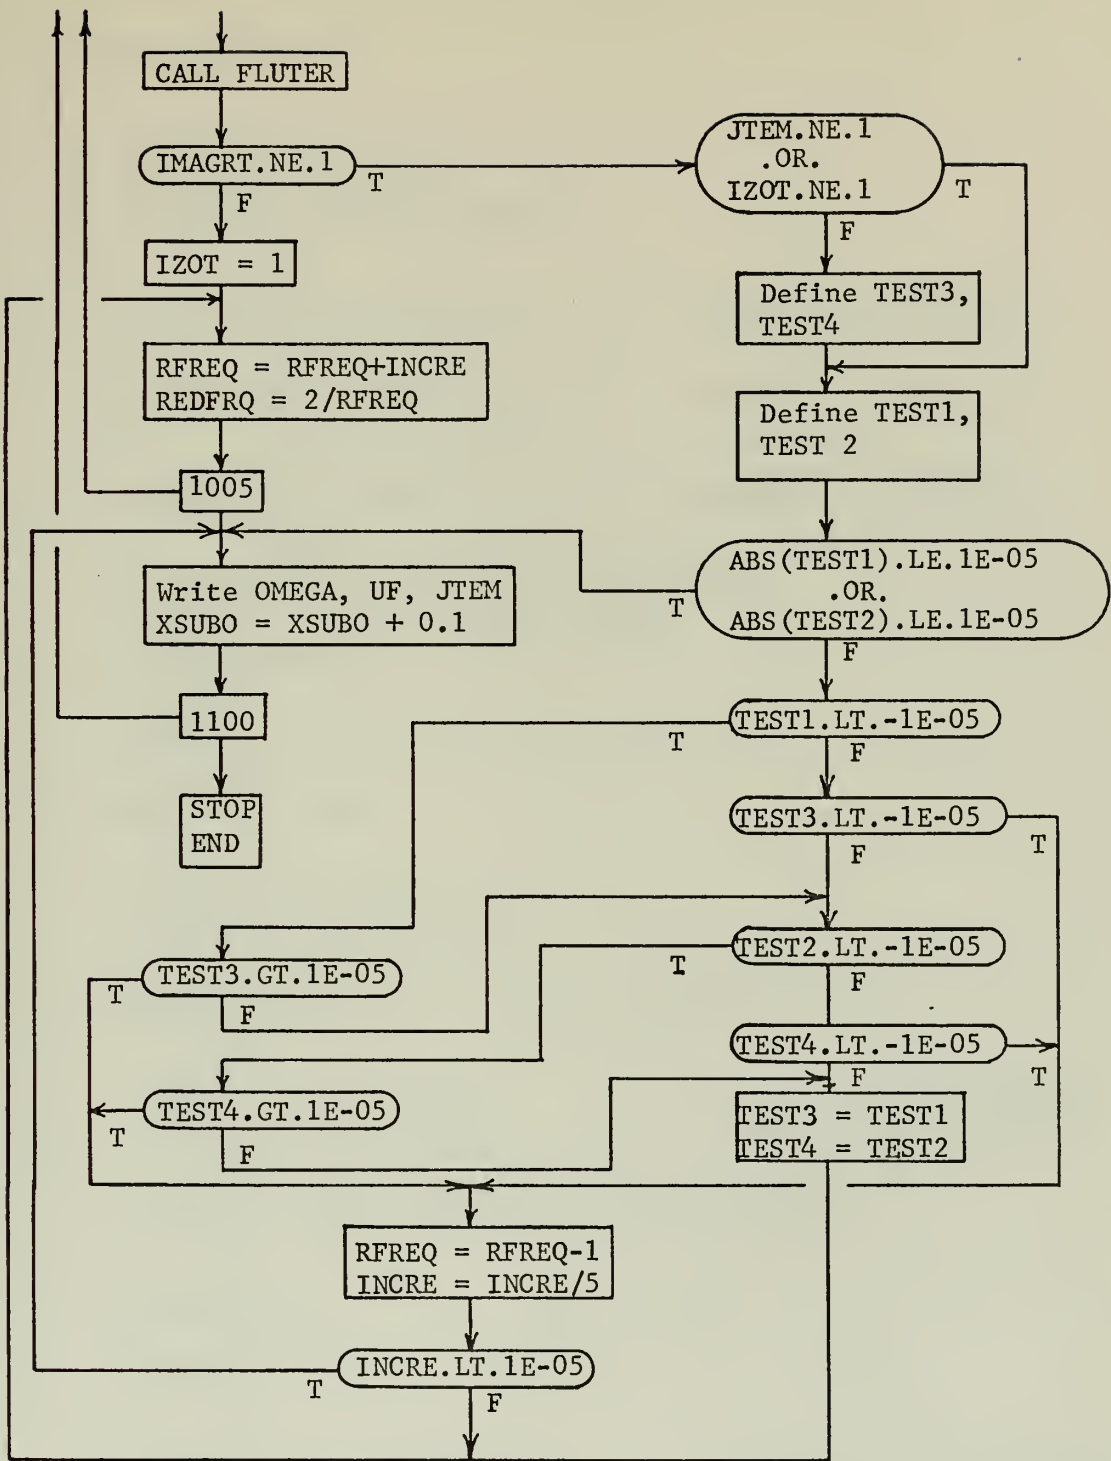 CALL FLUTER
IMAGRT.NE.1
T
F
IZOT = 1
RFREQ = RFREQ+INCRE
REDFRQ = 2/RFREQ
1005
Write OMEGA, UF, JTEM
XSUBO = XSUBO + 0.1
1100
STOP
END
JTEM.NE.1
.OR.
IZOT.NE.1
T
F
Define TEST3,
TEST4
Define TEST1,
TEST 2
ABS(TEST1).LE.1E-05
.OR.
ABS(TEST2).LE.1E-05
T
F
TEST1.LT.-1E-05
T
F
TEST3.LT.-1E-05
T
F
TEST2.LT.-1E-05
T
F
TEST3.GT.1E-05
T
F
TEST4.LT.-1E-05
F
T
TEST4.GT.1E-05
T
F
TEST3 = TEST1
TEST4 = TEST2
RFREQ = RFREQ-1
INCRE = INCRE/5
INCRE.LT.1E-05
T
F